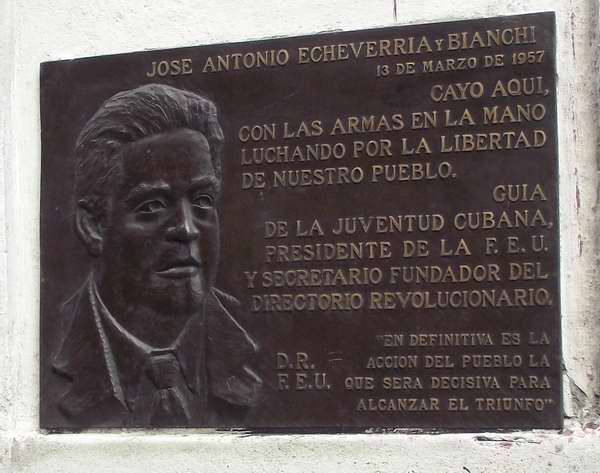 JOSE ANTONIO ECHEVERRIA Y BIANCHI
13 DE MARZO DE 1957
CAYO AQUI,
CON LAS ARMAS EN LA MANO
LUCHANDO POR LA LIBERTAD
DE NUESTRO PUEBLO.
GUIA
DE LA JUVENTUD CUBANA,
PRESIDENTE DE LA F.E.U.
Y SECRETARIO FUNDADOR DEL
DIRECTORIO REVOLUCIONARIO.
D.R.
F.E.U.
"EN DEFINITIVA ES LA
ACCION DEL PUEBLO LA
QUE SERA DECISIVA PARA
ALCANZAR EL TRIUNFO"